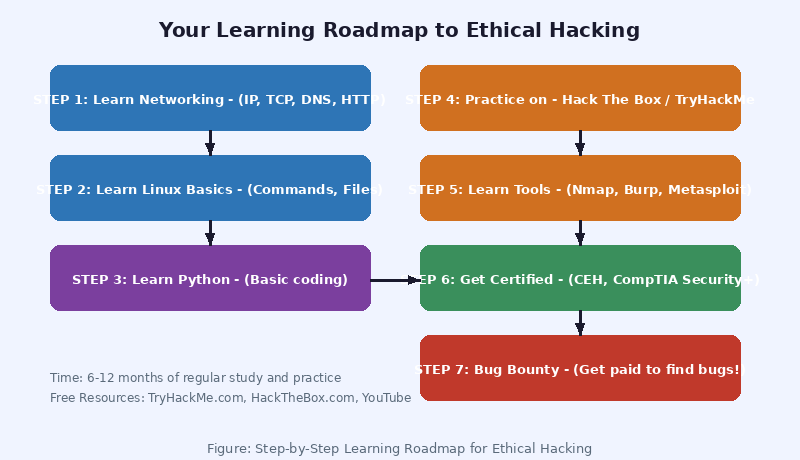 Your Learning Roadmap to Ethical Hacking
STEP 1: Learn Networking - (IP, TCP, DNS, HTTP)
STEP 2: Learn Linux Basics - (Commands, Files)
STEP 3: Learn Python - (Basic coding)
STEP 4: Practice on - Hack The Box / TryHackMe
STEP 5: Learn Tools - (Nmap, Burp, Metasploit)
STEP 6: Get Certified - (CEH, CompTIA Security+)
STEP 7: Bug Bounty - (Get paid to find bugs!)
Time: 6-12 months of regular study and practice
Free Resources: TryHackMe.com, HackTheBox.com, YouTube
Figure: Step-by-Step Learning Roadmap for Ethical Hacking